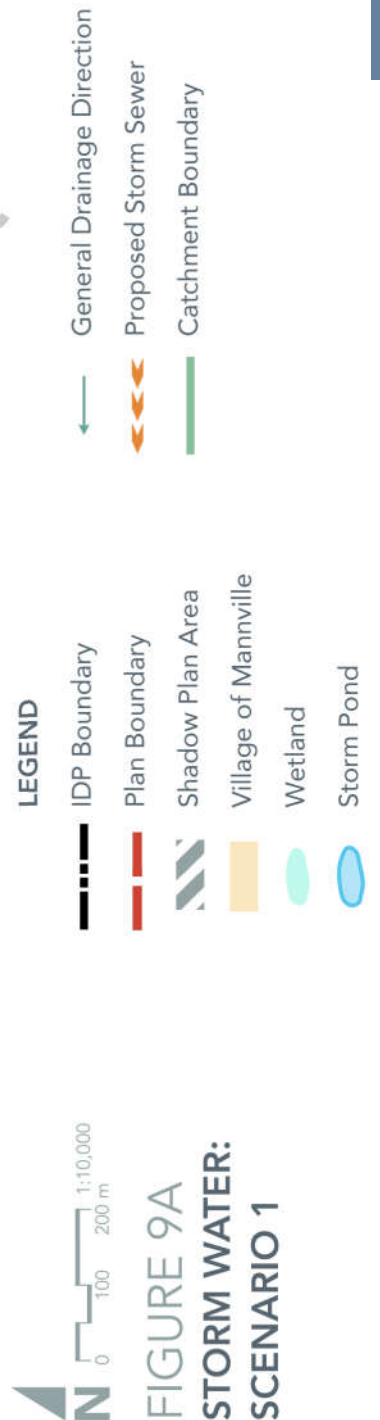 N
1:10,000
0 100 200 m
FIGURE 9A
STORM WATER:
SCENARIO 1
LEGEND
IDP Boundary
Plan Boundary
Shadow Plan Area
Village of Mannville
Wetland
Storm Pond
General Drainage Direction
Proposed Storm Sewer
Catchment Boundary